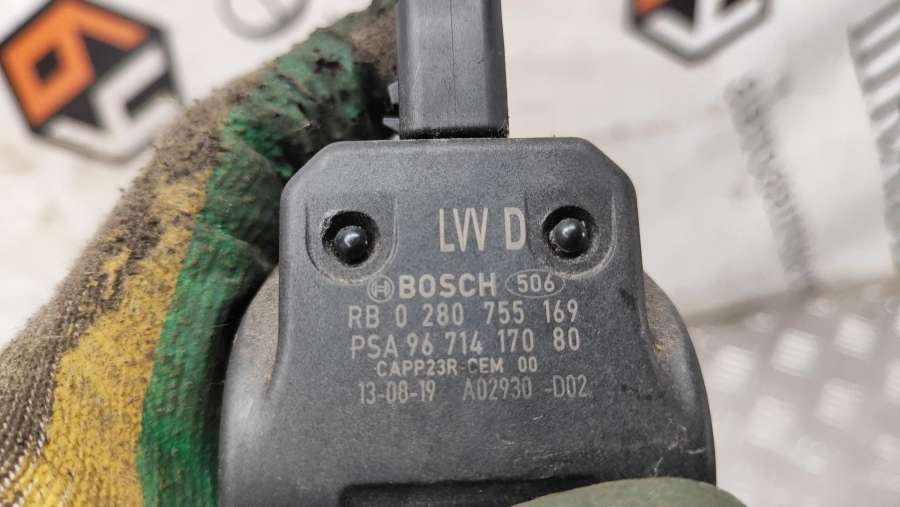 LW D
BOSCH 506
RB 0 280 755 169
PSA 96 714 170 80
CAPP23R-CEM 00
13-08-19 A02930 -D02